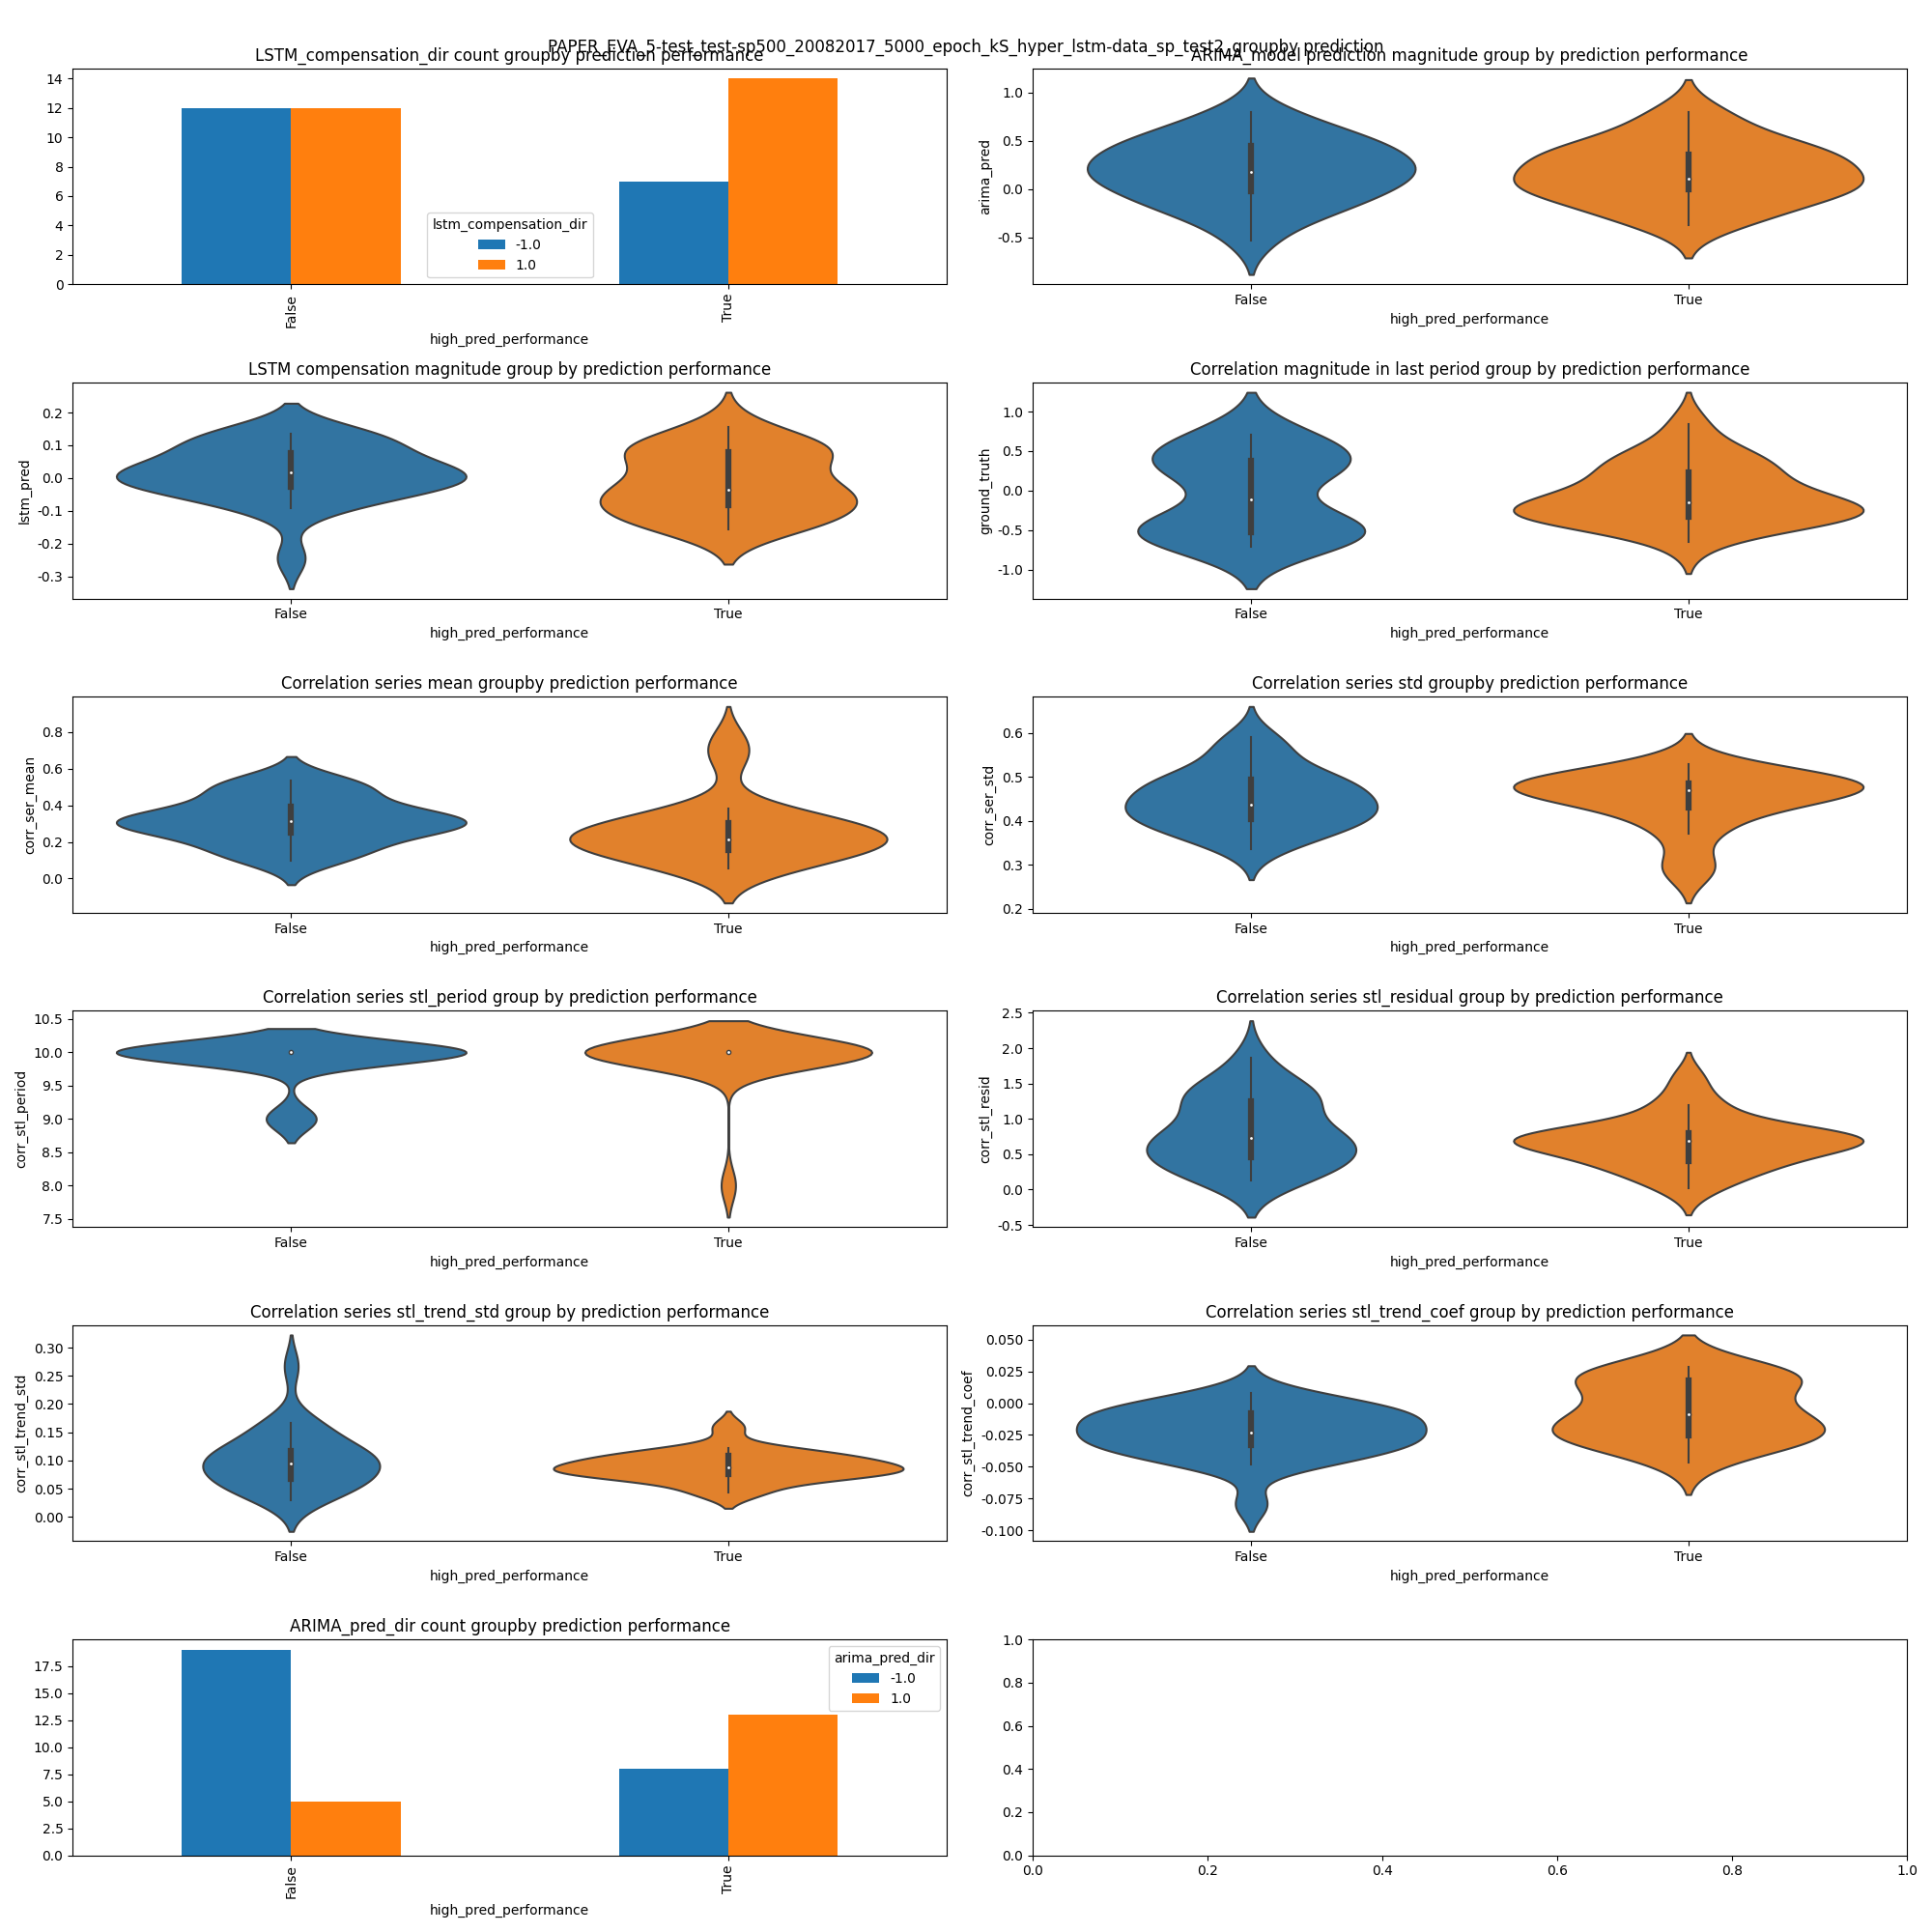 PAPER_EVA_5-test_test-sp500_20082017_5000_epoch_kS_hyper_lstm-data_sp_test2_groupby prediction
LSTM_compensation_dir count groupby prediction performance
14
12
10
8
6
4
2
0
lstm_compensation_dir
-1.0
1.0
False
True
high_pred_performance
ARIMA_model prediction magnitude group by prediction performance
arima_pred
1.0
0.5
0.0
-0.5
False
True
high_pred_performance
LSTM compensation magnitude group by prediction performance
lstm_pred
0.2
0.1
0.0
-0.1
-0.2
-0.3
False
True
high_pred_performance
Correlation magnitude in last period group by prediction performance
ground_truth
1.0
0.5
0.0
-0.5
-1.0
False
True
high_pred_performance
Correlation series mean groupby prediction performance
corr_ser_mean
0.8
0.6
0.4
0.2
0.0
False
True
high_pred_performance
Correlation series std groupby prediction performance
corr_ser_std
0.6
0.5
0.4
0.3
0.2
False
True
high_pred_performance
Correlation series stl_period group by prediction performance
corr_stl_period
10.5
10.0
9.5
9.0
8.5
8.0
7.5
False
True
high_pred_performance
Correlation series stl_residual group by prediction performance
corr_stl_resid
2.5
2.0
1.5
1.0
0.5
0.0
-0.5
False
True
high_pred_performance
Correlation series stl_trend_std group by prediction performance
corr_stl_trend_std
0.30
0.25
0.20
0.15
0.10
0.05
0.00
False
True
high_pred_performance
Correlation series stl_trend_coef group by prediction performance
corr_stl_trend_coef
0.050
0.025
0.000
-0.025
-0.050
-0.075
-0.100
False
True
high_pred_performance
ARIMA_pred_dir count groupby prediction performance
17.5
15.0
12.5
10.0
7.5
5.0
2.5
0.0
arima_pred_dir
-1.0
1.0
False
True
high_pred_performance
1.0
0.8
0.6
0.4
0.2
0.0
0.0
0.2
0.4
0.6
0.8
1.0